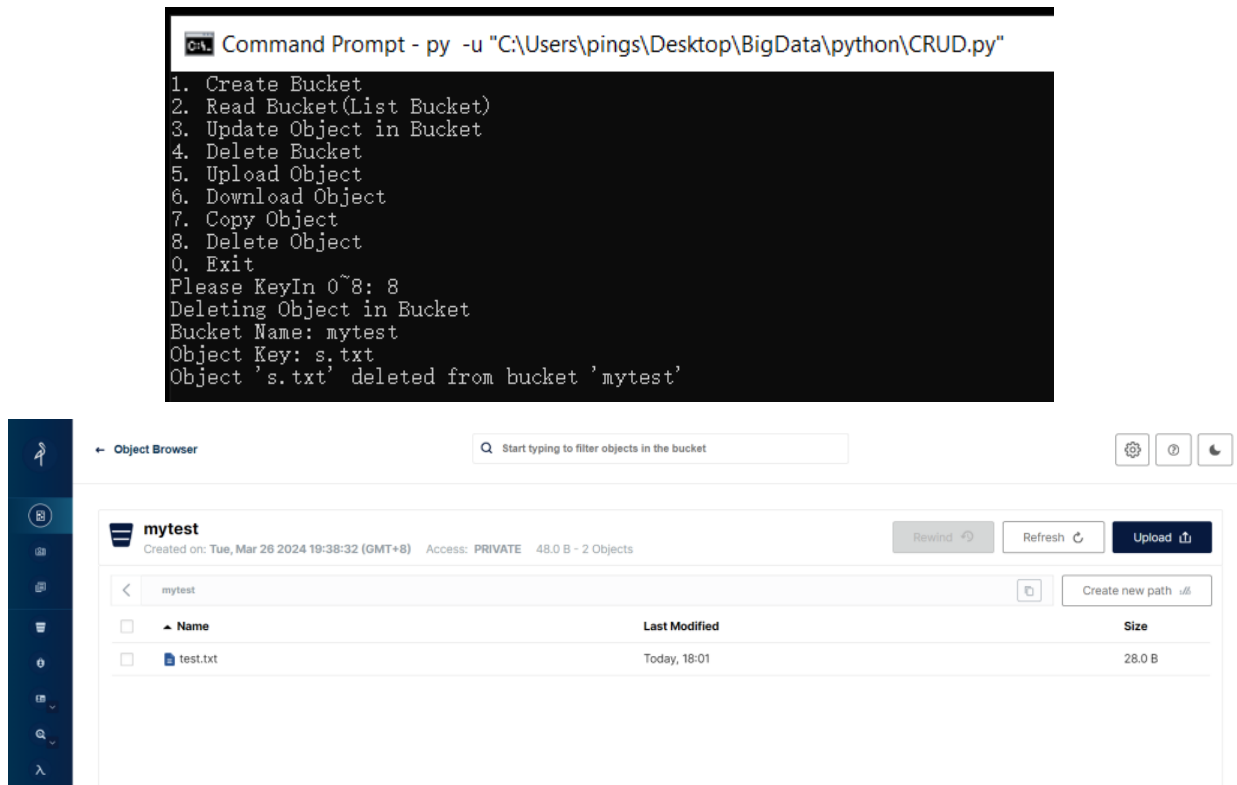 Command Prompt - py  -u "C:\Users\pings\Desktop\BigData\python\CRUD.py"
1. Create Bucket
2. Read Bucket(List Bucket)
3. Update Object in Bucket
4. Delete Bucket
5. Upload Object
6. Download Object
7. Copy Object
8. Delete Object
0. Exit
Please KeyIn 0~8: 8
Deleting Object in Bucket
Bucket Name: mytest
Object Key: s.txt
Object 's.txt' deleted from bucket 'mytest'
← Object Browser Start typing to filter objects in the bucket
mytest
Created on: Tue, Mar 26 2024 19:38:32 (GMT+8) Access: PRIVATE 48.0 B - 2 Objects
Rewind Refresh Upload
mytest Create new path
Name Last Modified Size
test.txt Today, 18:01 28.0 B